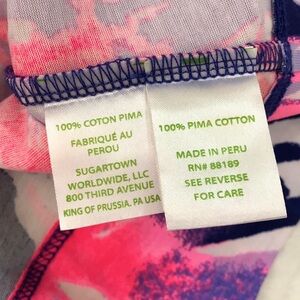 100% COTON PIMA
FABRIQUÉ AU
PEROU
SUGARTOWN
WORLDWIDE, LLC
800 THIRD AVENUE
KING OF PRUSSIA, PA USA
100% PIMA COTTON
MADE IN PERU
RN# 88189
SEE REVERSE
FOR CARE